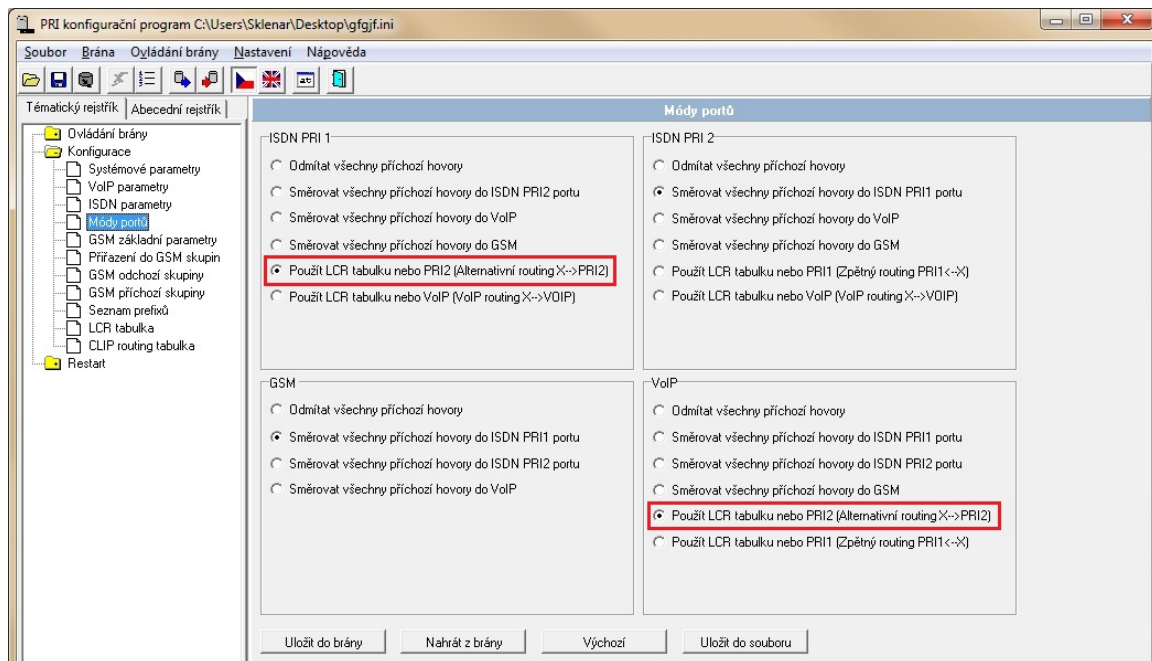 PRI konfigurační program C:\Users\Sklenar\Desktop\gfgjf.ini
Soubor Brána Ovládání brány Nastavení Nápověda
Tématický rejstřík Abecední rejstřík
Ovládání brány
Konfigurace
Systémové parametry
VoIP parametry
ISDN parametry
Módy portů
GSM základní parametry
Přiřazení do GSM skupin
GSM odchozí skupiny
GSM příchozí skupiny
Seznam prefixů
LCR tabulka
CLIP routing tabulka
Restart
Módy portů
ISDN PRI 1
Odmítat všechny příchozí hovory
Směrovat všechny příchozí hovory do ISDN PRI2 portu
Směrovat všechny příchozí hovory do VoIP
Směrovat všechny příchozí hovory do GSM
Použít LCR tabulku nebo PRI2 (Alternativní routing X-->PRI2)
Použít LCR tabulku nebo VoIP (VoIP routing X-->VOIP)
ISDN PRI 2
Odmítat všechny příchozí hovory
Směrovat všechny příchozí hovory do ISDN PRI1 portu
Směrovat všechny příchozí hovory do VoIP
Směrovat všechny příchozí hovory do GSM
Použít LCR tabulku nebo PRI1 (Zpětný routing PRI1<--X)
Použít LCR tabulku nebo VoIP (VoIP routing X-->VOIP)
GSM
Odmítat všechny příchozí hovory
Směrovat všechny příchozí hovory do ISDN PRI1 portu
Směrovat všechny příchozí hovory do ISDN PRI2 portu
Směrovat všechny příchozí hovory do VoIP
VoIP
Odmítat všechny příchozí hovory
Směrovat všechny příchozí hovory do ISDN PRI1 portu
Směrovat všechny příchozí hovory do ISDN PRI2 portu
Směrovat všechny příchozí hovory do GSM
Použít LCR tabulku nebo PRI2 (Alternativní routing X-->PRI2)
Použít LCR tabulku nebo PRI1 (Zpětný routing PRI1<--X)
Uložit do brány Nahrát z brány Výchozí Uložit do souboru